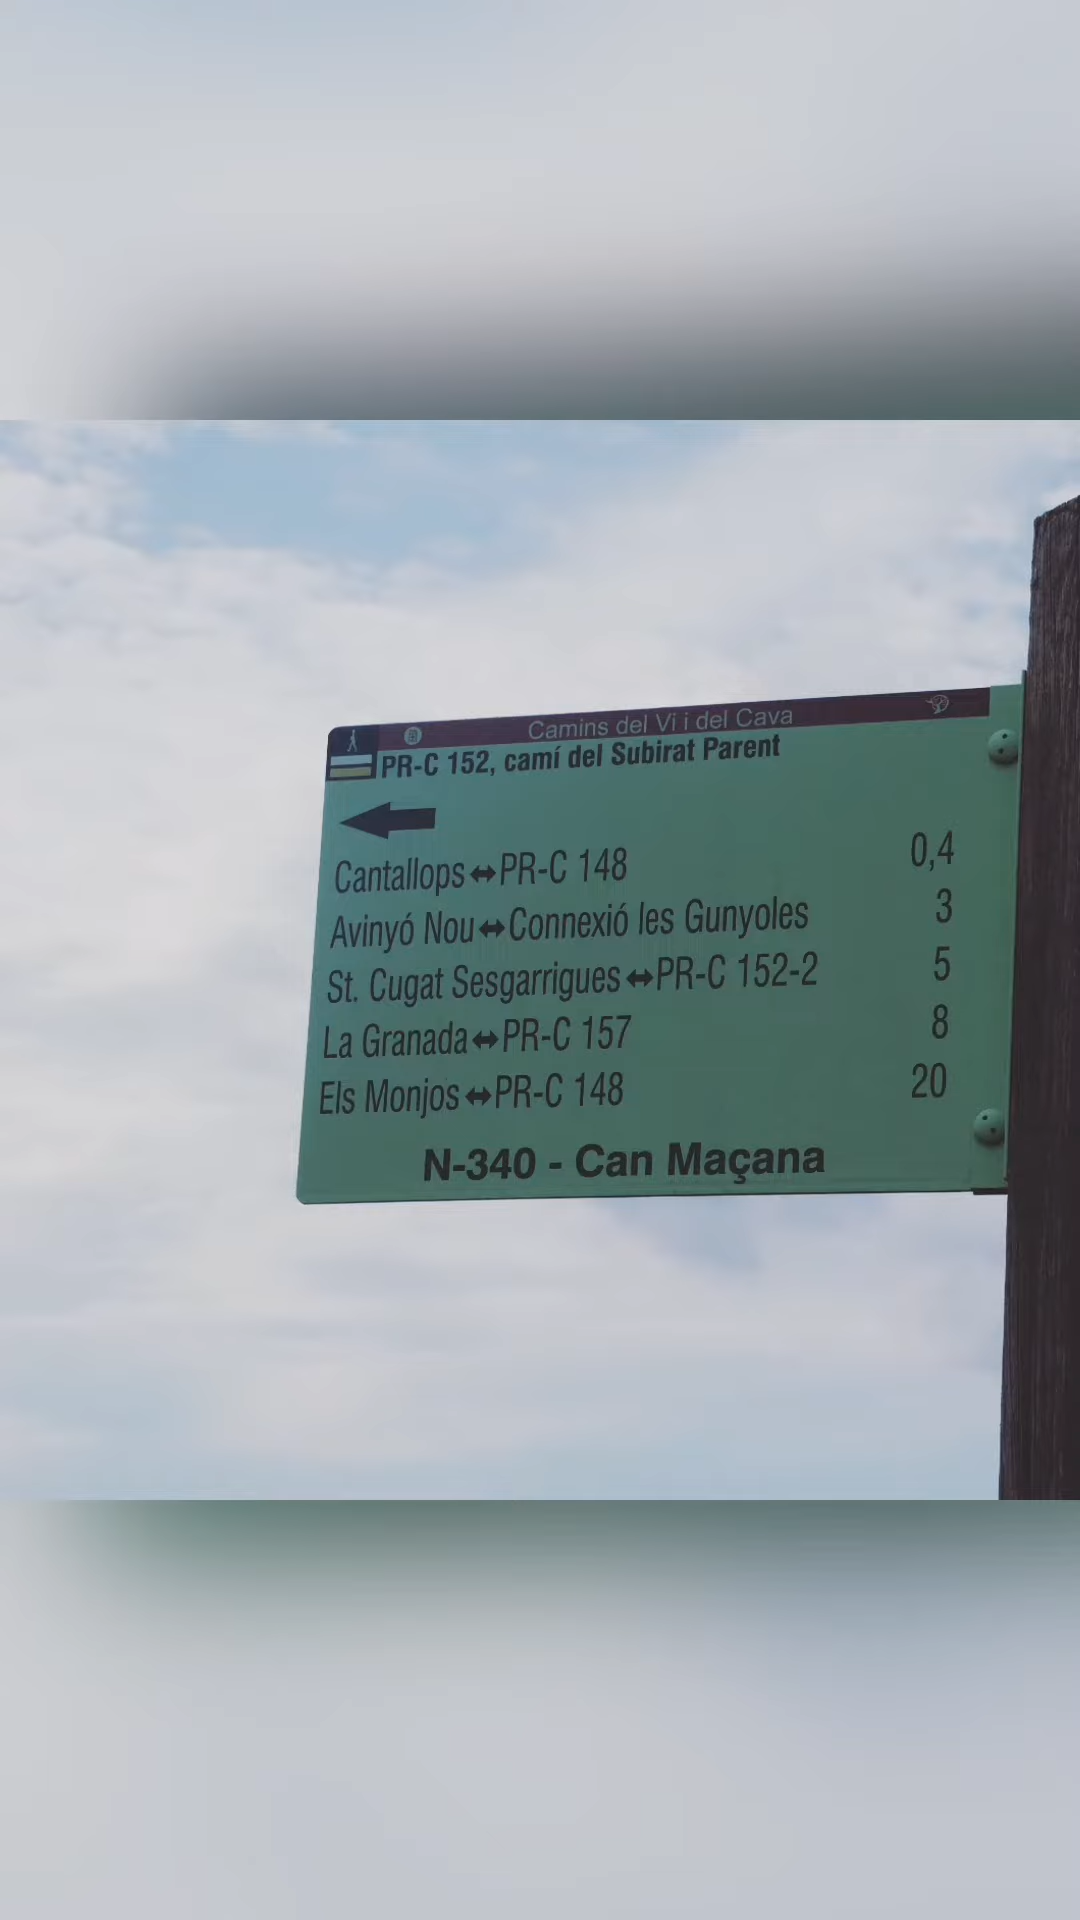 Camins del Vi i del Cava
PR-C 152, camí del Subirat Parent
Cantallops↔PR-C 148 0,4
Avinyó Nou↔Connexió les Gunyoles 3
St. Cugat Sesgarrigues↔PR-C 152-2 5
La Granada↔PR-C 157 8
Els Monjos↔PR-C 148 20
N-340 - Can Maçana